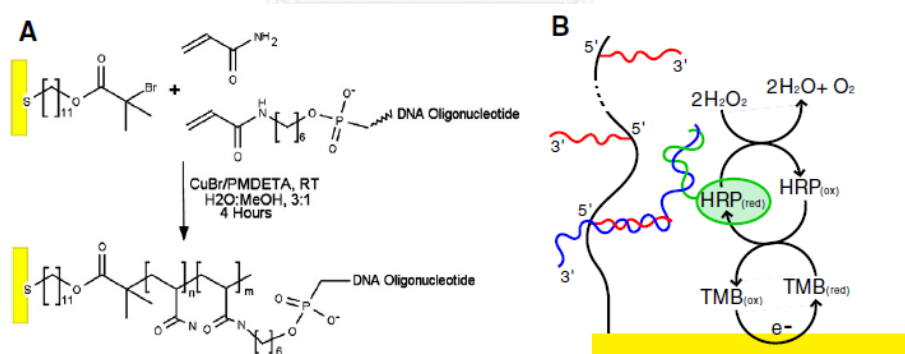 A
NH2
O
O
Br
S
11
O
+
O
H
N
6
O
P
O
O-
DNA Oligonucleotide
CuBr/PMDETA, RT
H2O:MeOH, 3:1
4 Hours
O
S
11
O
n
m
O
N
O
N
6
O
P
O
O-
DNA Oligonucleotide
B
5'
3'
5'
3'
5'
3'
2H2O2
2H2O+ O2
HRP(red)
HRP(ox)
TMB(ox)
TMB(red)
e-